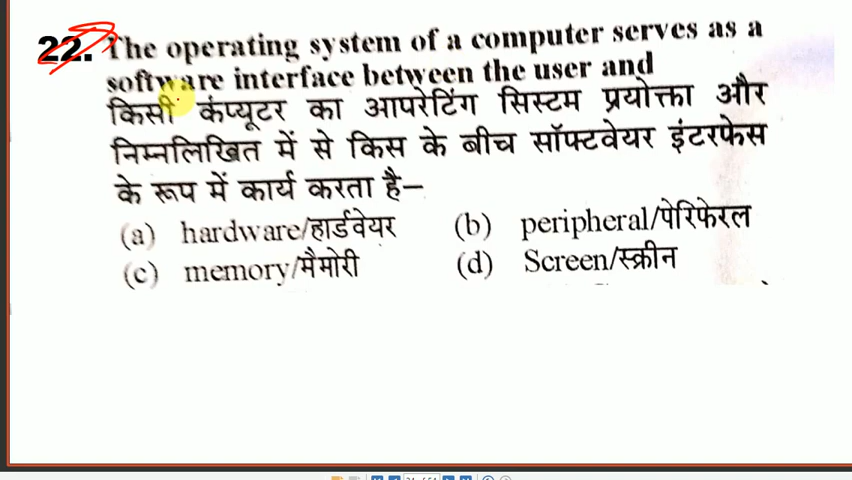 22. The operating system of a computer serves as a
software interface between the user and
किसी कंप्यूटर का आपरेटिंग सिस्टम प्रयोक्ता और
निम्नलिखित में से किस के बीच सॉफ्टवेयर इंटरफेस
के रूप में कार्य करता है–
(a) hardware/हार्डवेयर (b) peripheral/पेरिफेरल
(c) memory/मैमोरी (d) Screen/स्क्रीन